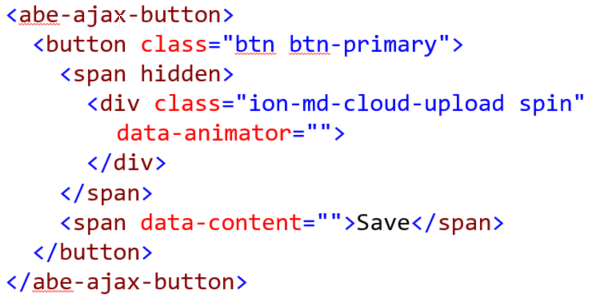 <abe-ajax-button>
  <button class="btn btn-primary">
    <span hidden>
      <div class="ion-md-cloud-upload spin"
        data-animator="">
      </div>
    </span>
    <span data-content="">Save</span>
  </button>
</abe-ajax-button>